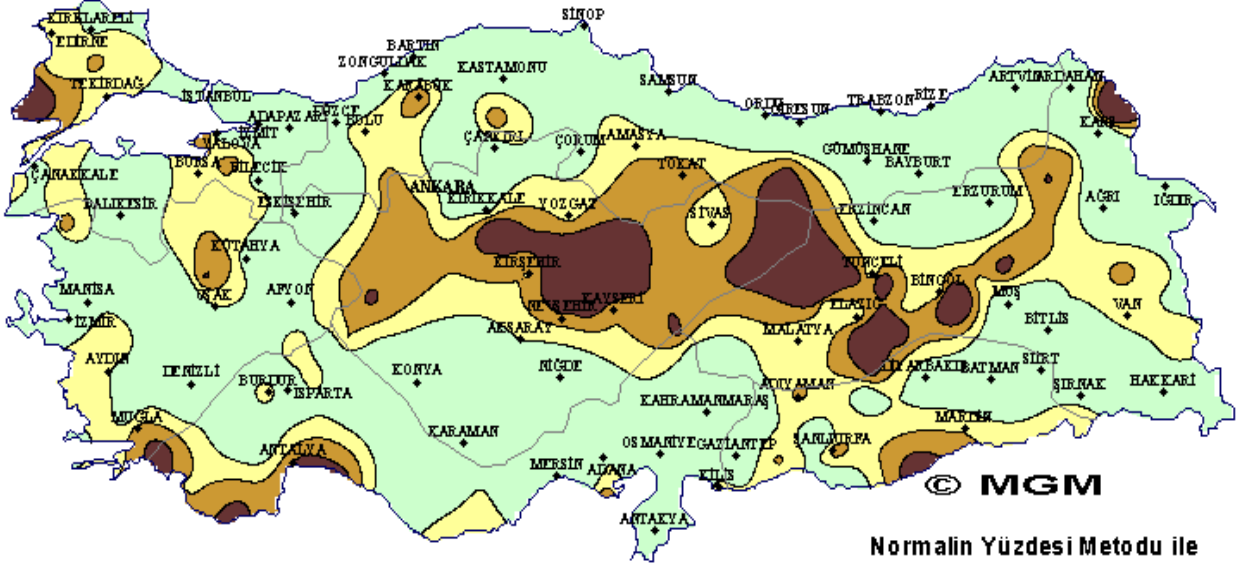 SİNOP
KIRKLARELİ
EDİRNE
BARTIN
ZONGULDAK
KASTAMONU
SAMSUN
ARTVİN
ARDAHAN
TEKİRDAĞ
İSTANBUL
KARABÜK
ORDU
GİRESUN
TRABZON
RİZE
ADAPAZARI
DÜZCE
BOLU
KARS
İZMİT
YALOVA
ÇANKIRI
ÇORUM
AMASYA
GÜMÜŞHANE
BAYBURT
ÇANAKKALE
BURSA
BİLECİK
TOKAT
ANKARA
KIRIKKALE
ERZURUM
AĞRI
IĞDIR
BALIKESİR
ESKİŞEHİR
YOZGAT
SİVAS
ERZİNCAN
KÜTAHYA
KIRŞEHİR
TUNCELİ
BİNGÖL
MANİSA
UŞAK
AFYON
NEVŞEHİR
KAYSERİ
ELAZIĞ
MUŞ
VAN
İZMİR
AKSARAY
MALATYA
BİTLİS
AYDIN
DENİZLİ
BURDUR
ISPARTA
KONYA
NİĞDE
ADIYAMAN
DİYARBAKIR
BATMAN
SİİRT
ŞIRNAK
HAKKARİ
MUĞLA
KAHRAMANMARAŞ
MARDİN
ANTALYA
KARAMAN
OSMANİYE
GAZİANTEP
ŞANLIURFA
MERSİN
ADANA
KİLİS
© MGM
ANTAKYA
Normalin Yüzdesi Metodu ile